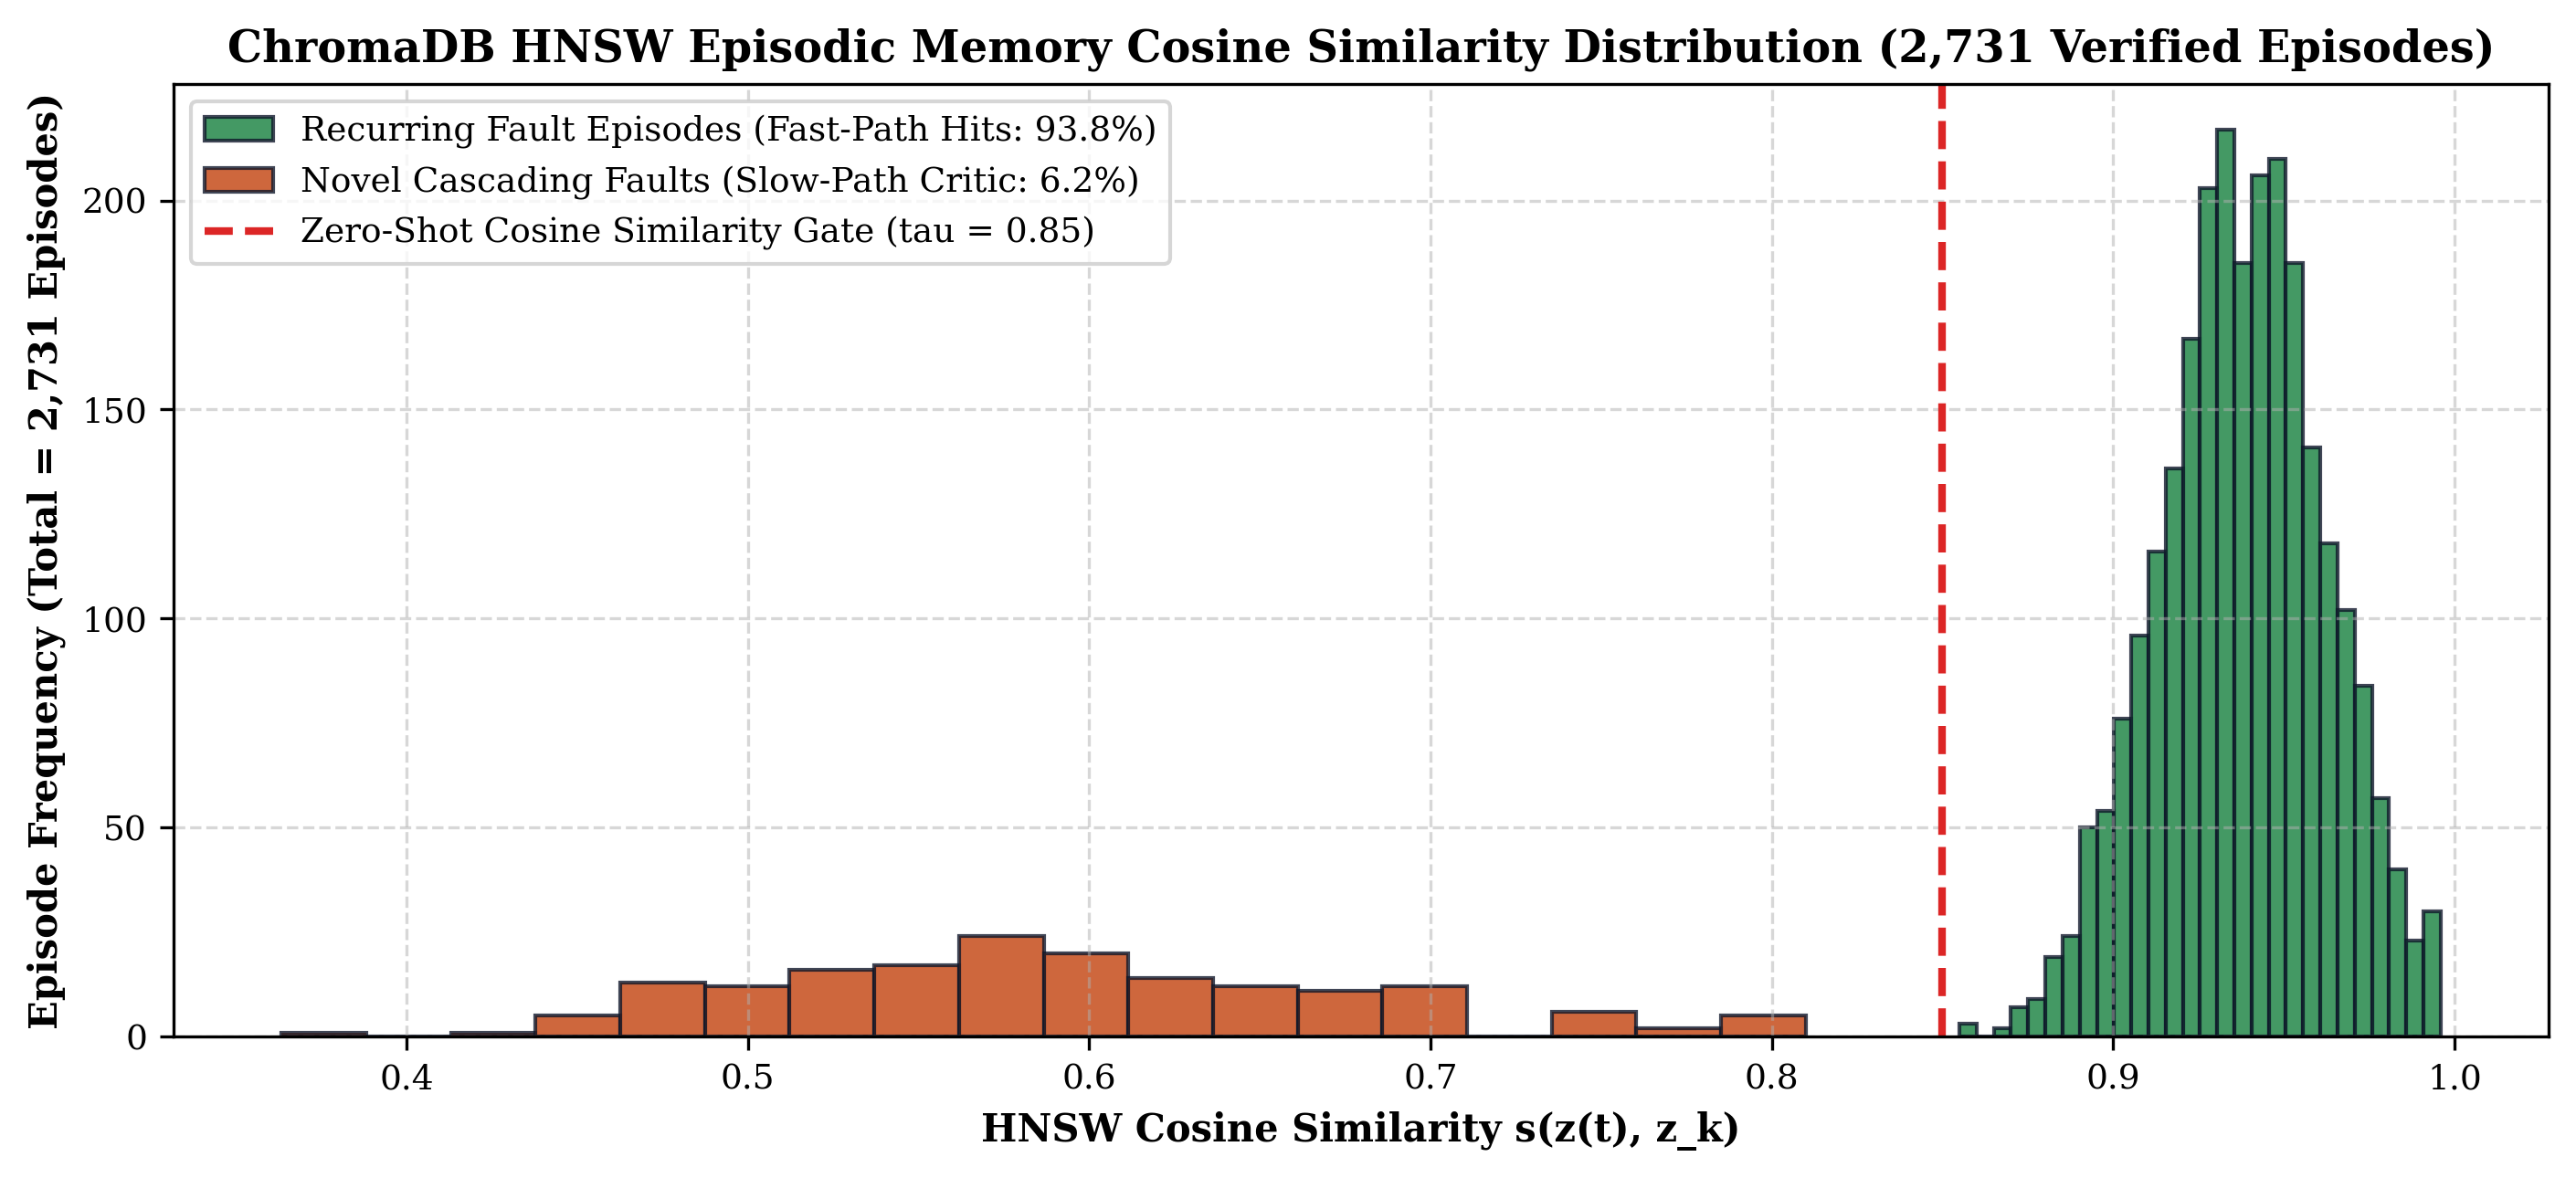 ChromaDB HNSW Episodic Memory Cosine Similarity Distribution (2,731 Verified Episodes)
Recurring Fault Episodes (Fast-Path Hits: 93.8%)
Novel Cascading Faults (Slow-Path Critic: 6.2%)
Zero-Shot Cosine Similarity Gate (tau = 0.85)
Episode Frequency (Total = 2,731 Episodes)
200
150
100
50
0
0.4 0.5 0.6 0.7 0.8 0.9 1.0
HNSW Cosine Similarity s(z(t), z_k)